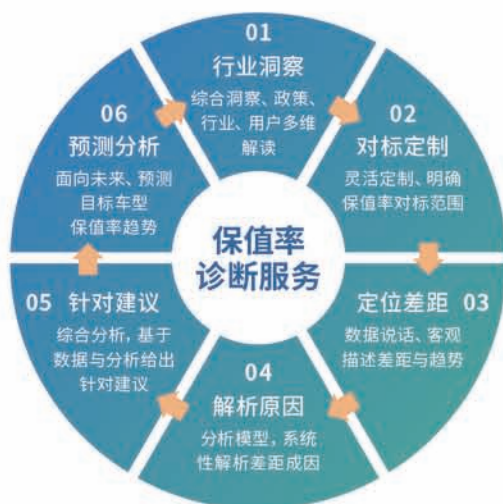 01
行业洞察
综合洞察、政策、
行业、用户多维
解读
02
对标定制
灵活定制、明确
保值率对标范围
定位差距 03
数据说话、客观
描述差距与趋势
04
解析原因
分析模型，系统
性解析差距成因
05 针对建议
综合分析，基于
数据与分析给出
针对建议
06
预测分析
面向未来、预测
目标车型
保值率趋势
保值率
诊断服务